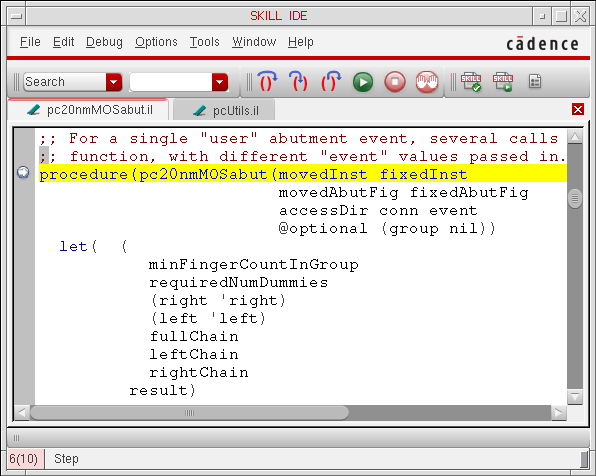 SKILL IDE
File Edit Debug Options Tools Window Help
cādence
Search
SKILL SKILL
pc20nmMOSabut.il pcUtils.il
;; For a single "user" abutment event, several calls
;; function, with different "event" values passed in.
procedure(pc20nmMOSabut(movedInst fixedInst
movedAbutFig fixedAbutFig
accessDir conn event
@optional (group nil))
let( (
minFingerCountInGroup
requiredNumDummies
(right 'right)
(left 'left)
fullChain
leftChain
rightChain
result)
6(10) Step